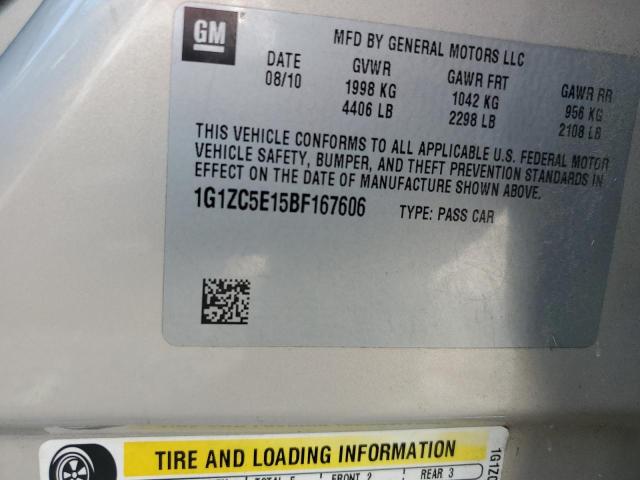 GM
MFD BY GENERAL MOTORS LLC
DATE GVWR GAWR FRT GAWR RR
08/10 1998 KG 1042 KG 956 KG
4406 LB 2298 LB 2108 LB
THIS VEHICLE CONFORMS TO ALL APPLICABLE U.S. FEDERAL MOTOR
VEHICLE SAFETY, BUMPER, AND THEFT PREVENTION STANDARDS IN
EFFECT ON THE DATE OF MANUFACTURE SHOWN ABOVE.
1G1ZC5E15BF167606 TYPE: PASS CAR
TIRE AND LOADING INFORMATION
TOTAL 5 FRONT 2 REAR 3
1G1ZC